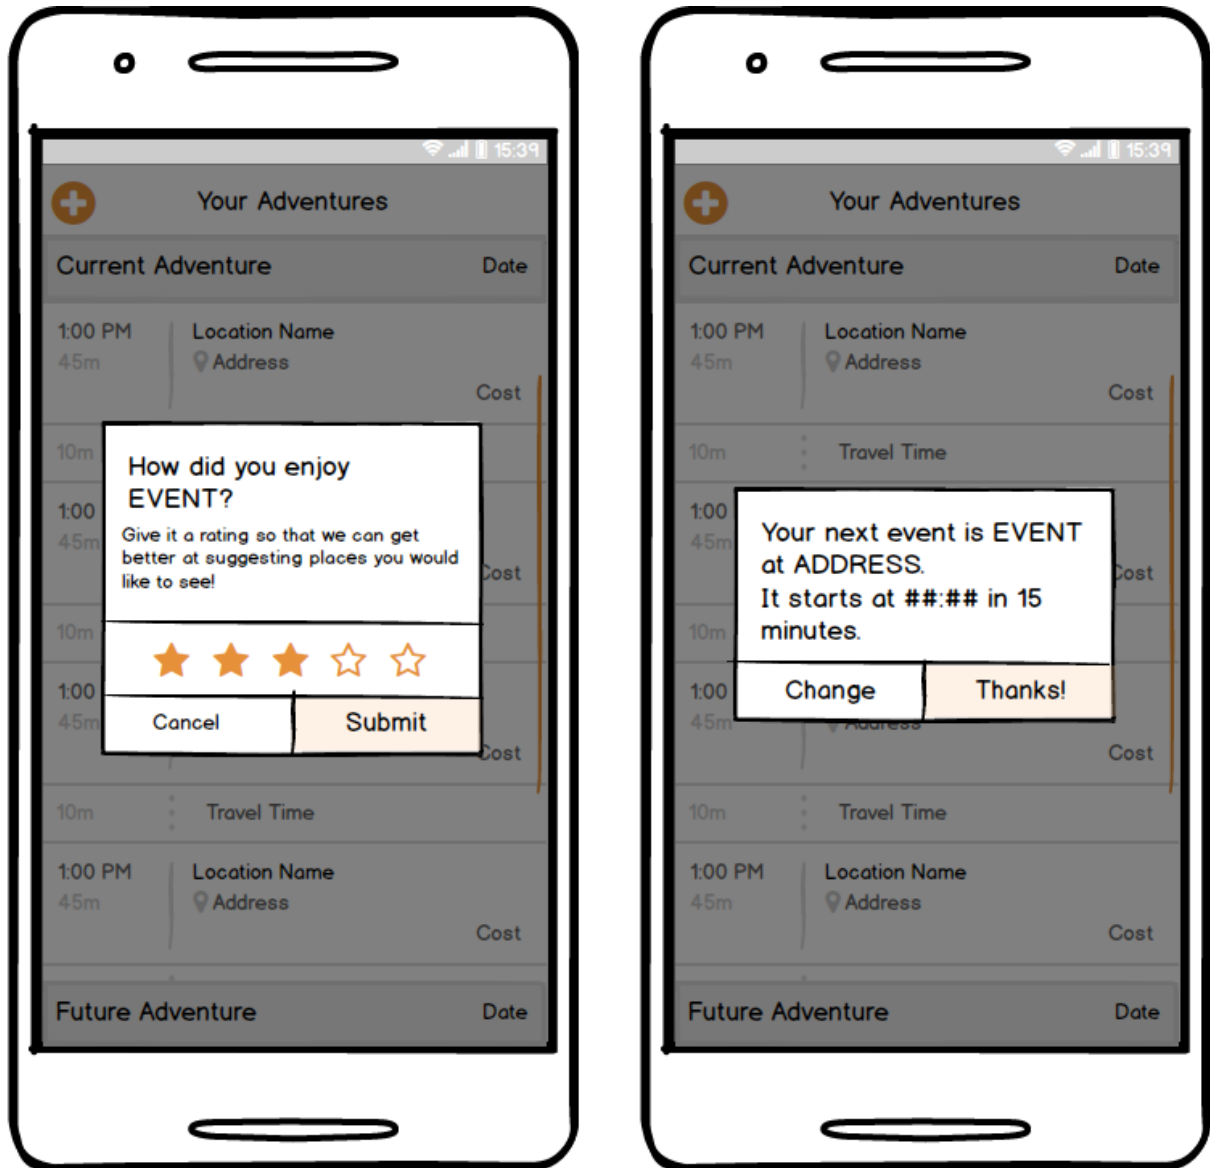 15:39
Your Adventures
Current Adventure Date
1:00 PM Location Name
45m Address
Cost
10m
How did you enjoy
EVENT?
1:00
Give it a rating so that we can get
45m better at suggesting places you would
like to see!
Cost
10m
1:00
45m
Cancel Submit
Cost
10m Travel Time
1:00 PM Location Name
45m Address
Cost
Future Adventure Date
15:39
Your Adventures
Current Adventure Date
1:00 PM Location Name
45m Address
Cost
10m Travel Time
1:00
45m
Your next event is EVENT
at ADDRESS.
Cost
It starts at ##:## in 15
10m
minutes.
1:00
Change Thanks!
45m Address
Cost
10m Travel Time
1:00 PM Location Name
45m Address
Cost
Future Adventure Date